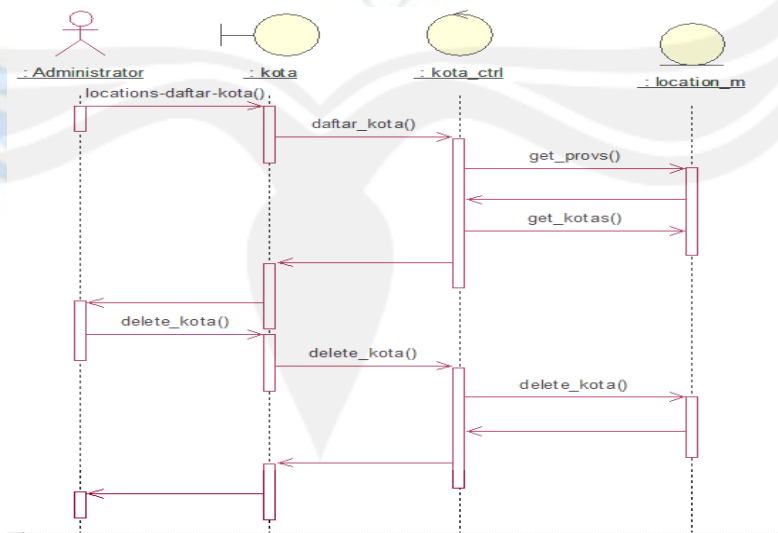 : Administrator
: kota
: kota_ctrl
: location_m
locations-daftar-kota()
daftar_kota()
get_provs()
get_kotas()
delete_kota()
delete_kota()
delete_kota()